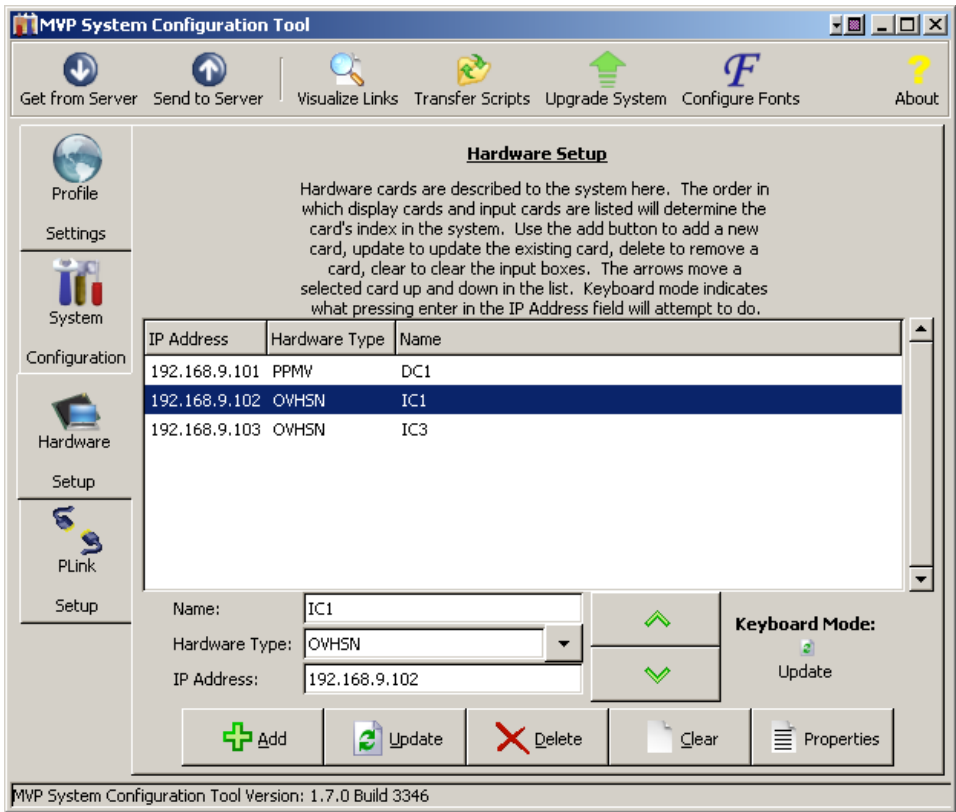 MVP System Configuration Tool
Get from Server Send to Server Visualize Links Transfer Scripts Upgrade System Configure Fonts About
Profile
Settings
System
Configuration
Hardware
Setup
PLink
Setup
Hardware Setup
Hardware cards are described to the system here. The order in
which display cards and input cards are listed will determine the
card's index in the system. Use the add button to add a new
card, update to update the existing card, delete to remove a
card, clear to clear the input boxes. The arrows move a
selected card up and down in the list. Keyboard mode indicates
what pressing enter in the IP Address field will attempt to do.
IP Address Hardware Type Name
192.168.9.101 PPMV DC1
192.168.9.102 OVHSN IC1
192.168.9.103 OVHSN IC3
Name: IC1
Hardware Type: OVHSN
IP Address: 192.168.9.102
Keyboard Mode:
Update
Add Update Delete Clear Properties
MVP System Configuration Tool Version: 1.7.0 Build 3346